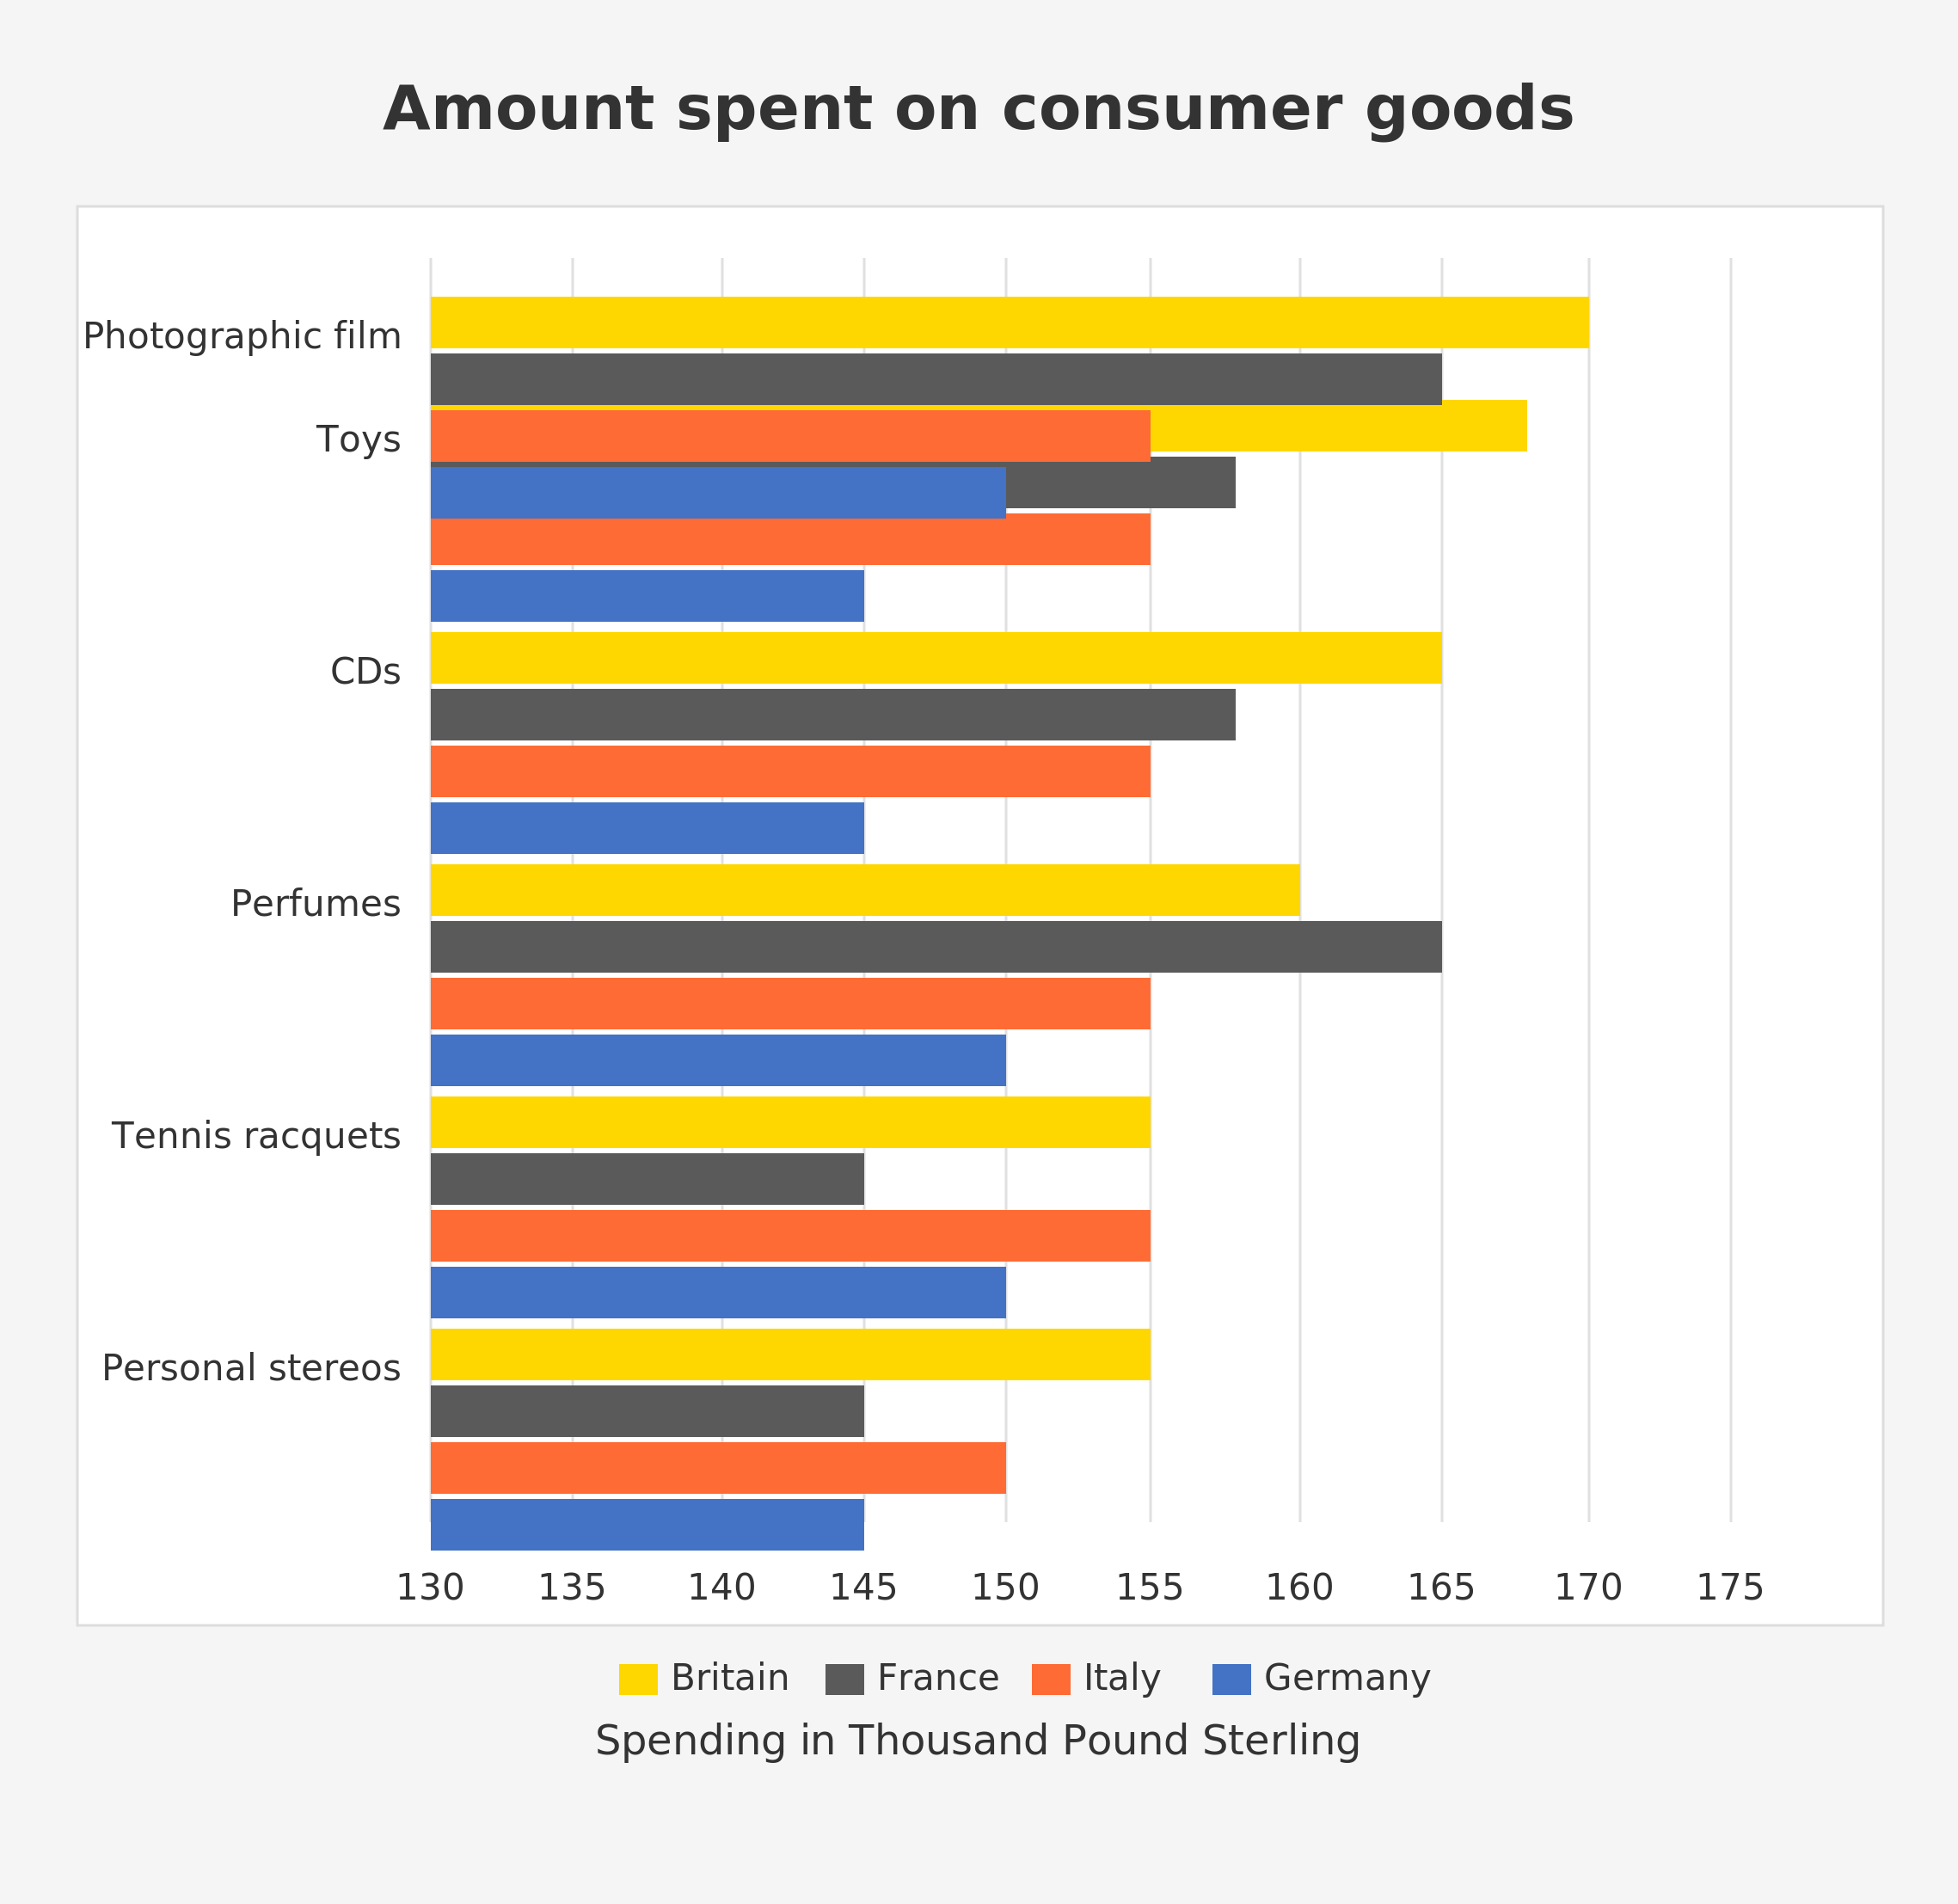 Amount spent on consumer goods
Photographic film
Toys
CDs
Perfumes
Tennis racquets
Personal stereos
130 135 140 145 150 155 160 165 170 175
Britain France Italy Germany
Spending in Thousand Pound Sterling